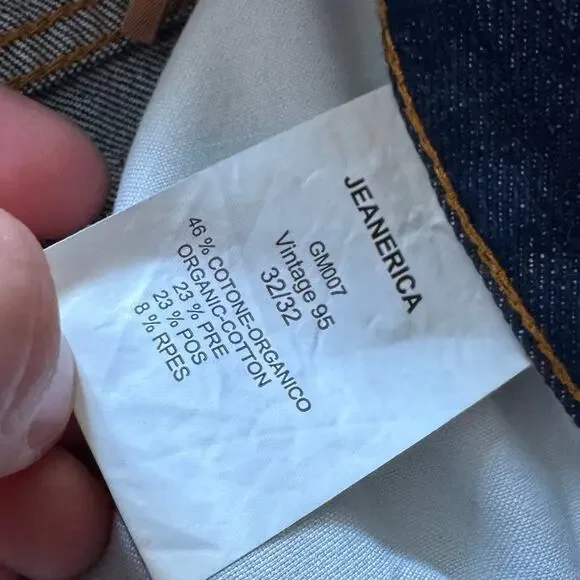 JEANERICA
GM007
Vintage 95
32/32
46 % COTONE-ORGANICO
ORGANIC-COTTON
23 % PRE
23 % POS
8 % RPES